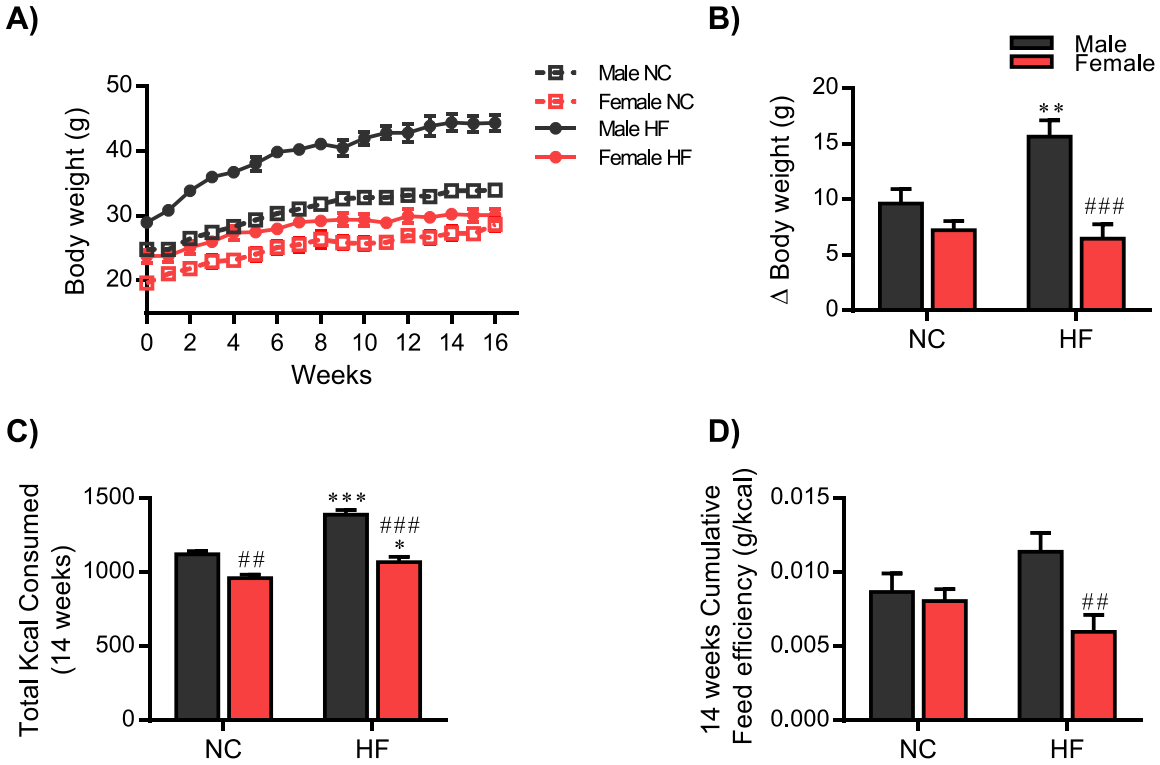 A)
Body weight (g)
50
40
30
20
0 2 4 6 8 10 12 14 16
Weeks
Male NC
Female NC
Male HF
Female HF
B)
Male
Female
Δ Body weight (g)
20
15
10
5
0
**
###
NC HF
C)
Total Kcal Consumed
(14 weeks)
1500
1000
500
0
##
***
###
*
NC HF
D)
14 weeks Cumulative
Feed efficiency (g/kcal)
0.015
0.010
0.005
0.000
##
NC HF